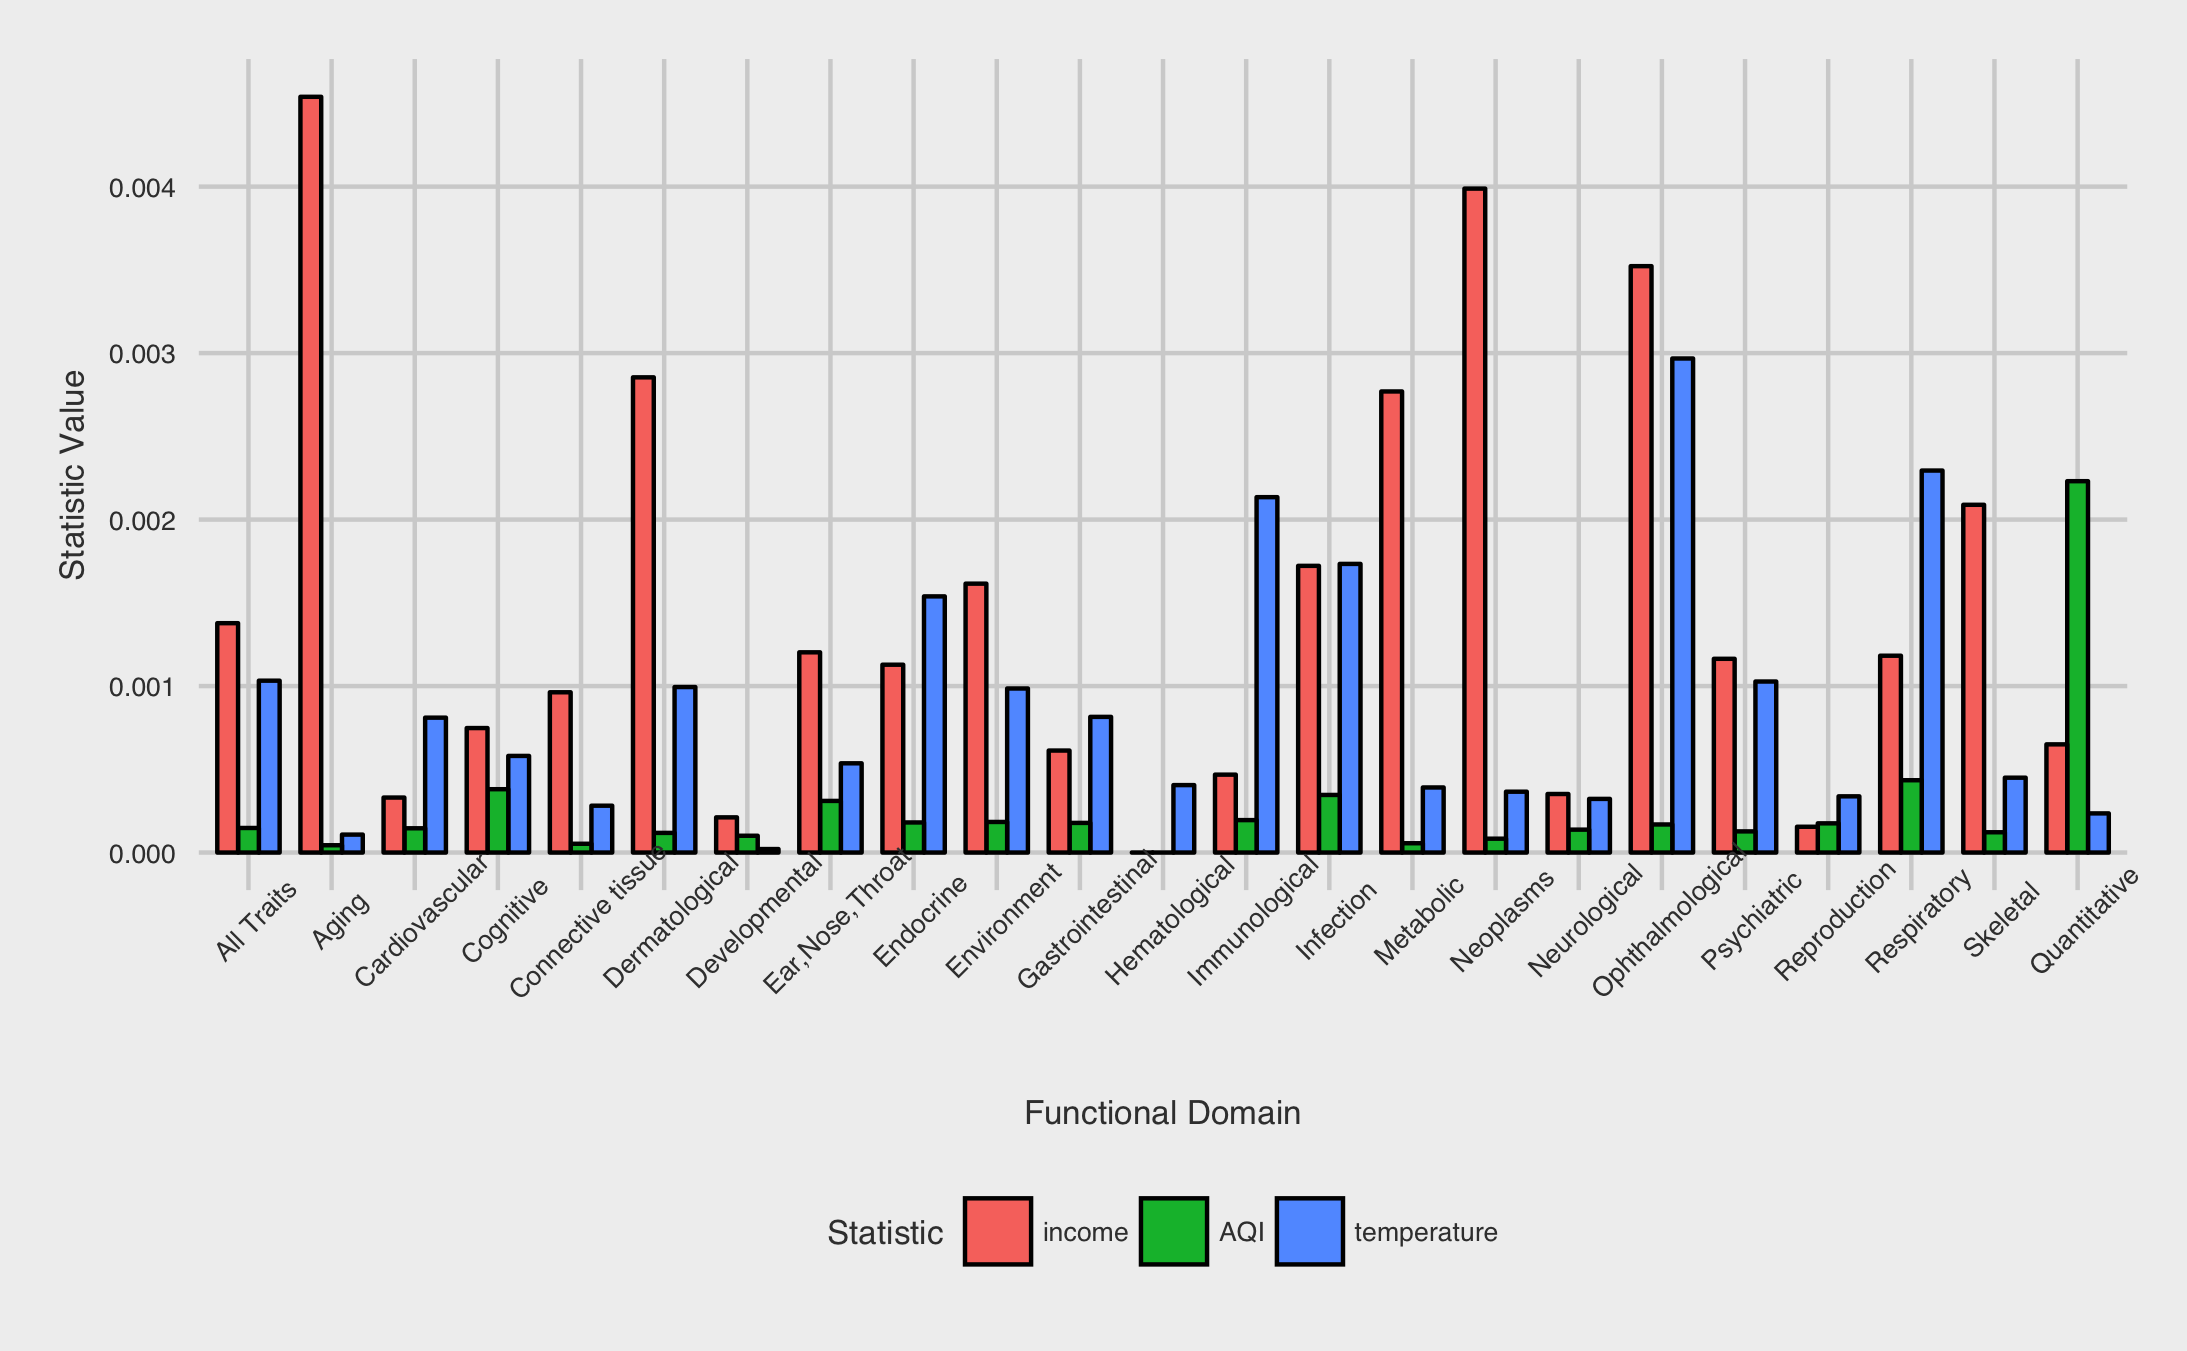 Statistic Value
0.004
0.003
0.002
0.001
0.000
All Traits
Aging
Cardiovascular
Cognitive
Connective tissue
Dermatological
Developmental
Ear, Nose, Throat
Endocrine
Environment
Gastrointestinal
Hematological
Immunological
Infection
Metabolic
Neoplasms
Neurological
Ophthalmological
Psychiatric
Reproduction
Respiratory
Skeletal
Quantitative
Functional Domain
Statistic income AQI temperature